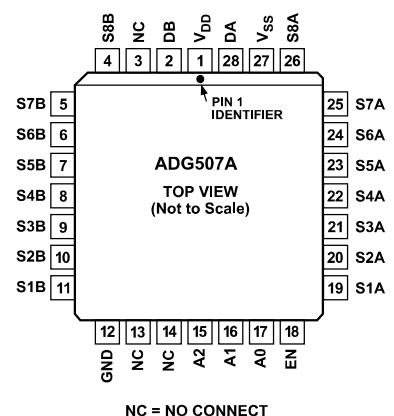 S8B NC DB VDD DA VSS S8A
4 3 2 1 28 27 26
PIN 1
IDENTIFIER
S7B 5
S6B 6
S5B 7
S4B 8
S3B 9
S2B 10
S1B 11
ADG507A
TOP VIEW
(Not to Scale)
25 S7A
24 S6A
23 S5A
22 S4A
21 S3A
20 S2A
19 S1A
12 13 14 15 16 17 18
GND NC NC A2 A1 A0 EN
NC = NO CONNECT